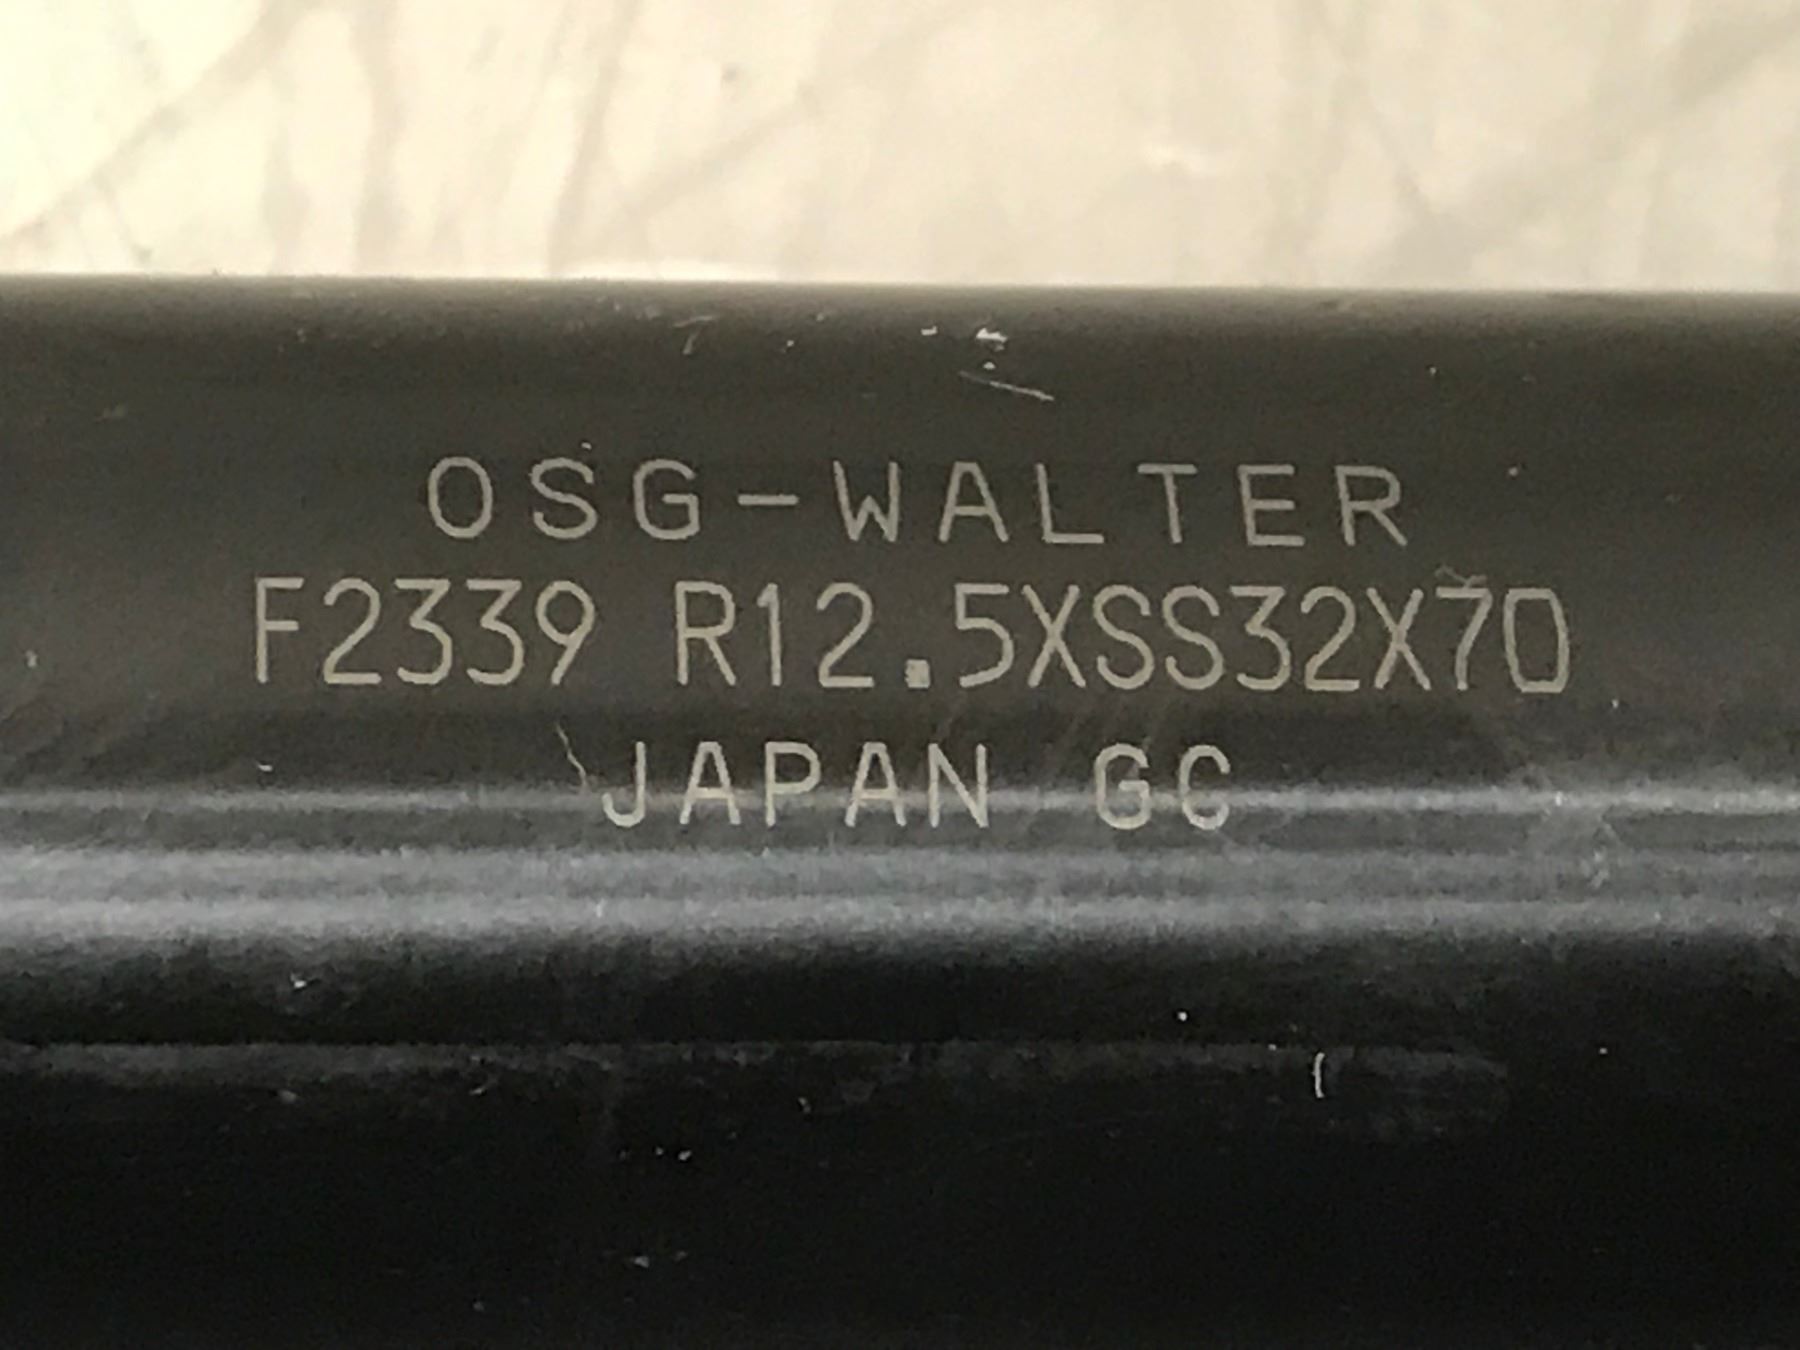 OSG-WALTER
F2339 R12.5XSS32X70
JAPAN GC